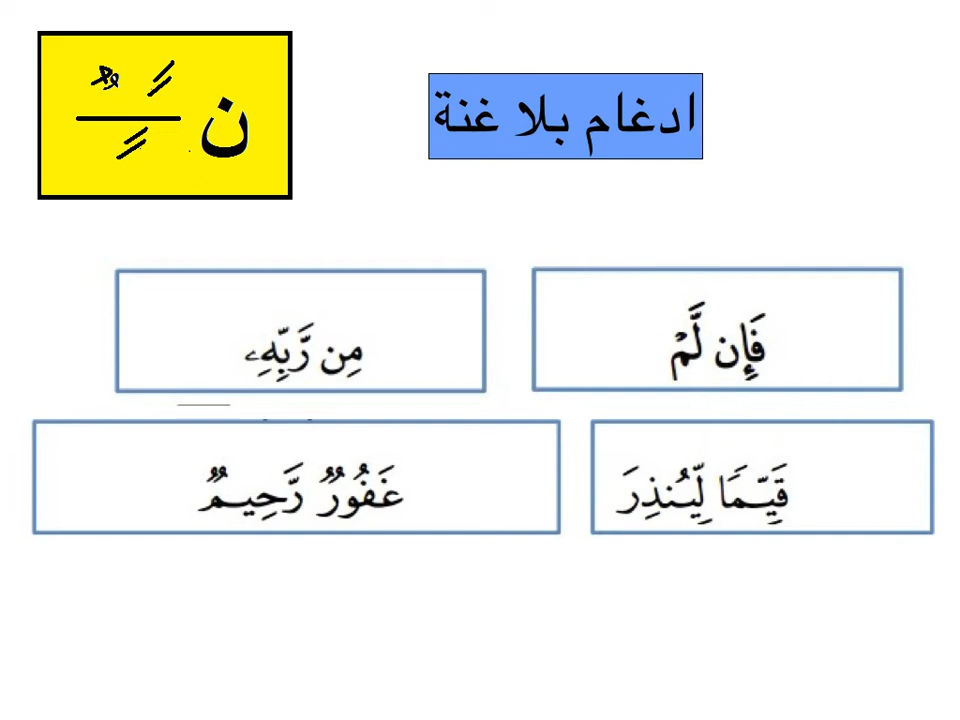 ادغام بلا غنة
ن ـًـٍـٌ
فَإِن لَّمْ
مِن رَّبِّهِۦ
قَيِّمًا لِّيُنذِرَ
غَفُورٌ رَّحِيمٌ